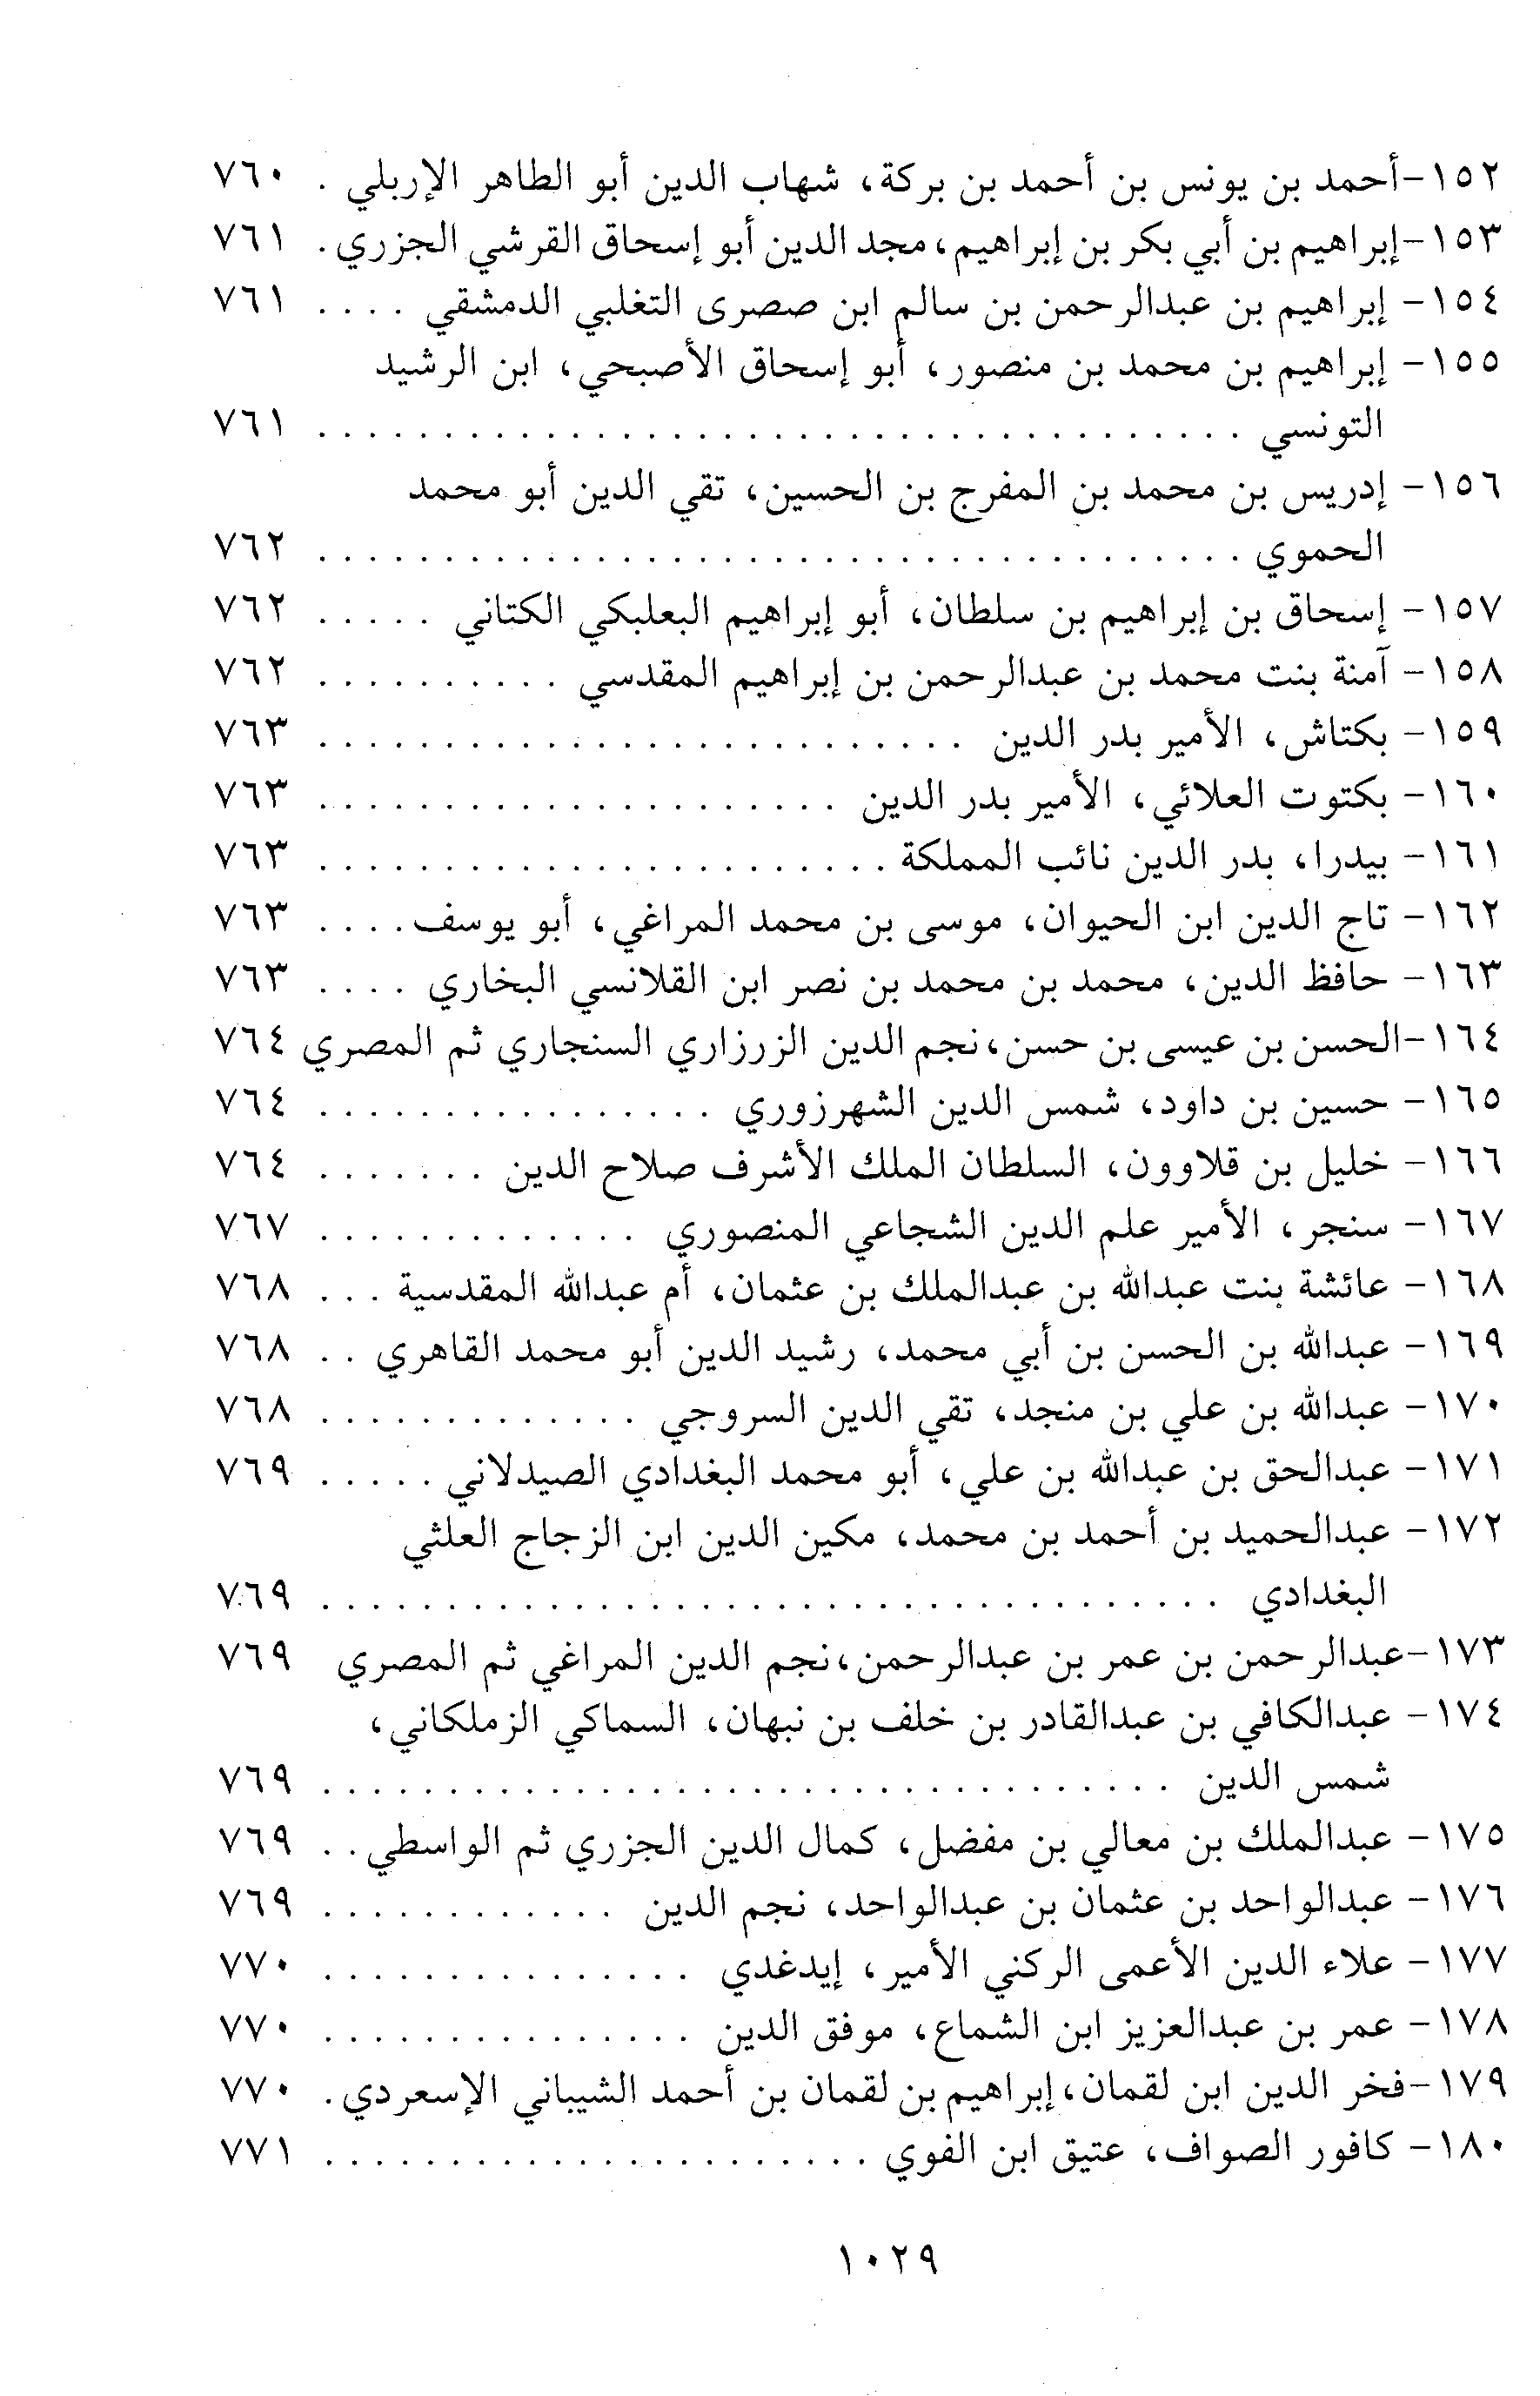 ١٥٢-أحمد بن يونس بن أحمد بن بركة، شهاب الدين أبو الطاهر الإربلي . ٧٦٠
١٥٣-إبراهيم بن أبي بكر بن إبراهيم، مجد الدين أبو إسحاق القرشي الجزري. ٧٦١
١٥٤- إبراهيم بن عبدالرحمن بن سالم ابن صصرى التغلبي الدمشقي . . . . ٧٦١
١٥٥- إبراهيم بن محمد بن منصور، أبو إسحاق الأصبحي، ابن الرشيد
التونسي . . . . . . . . . . . . . . . . . . . . . . . . . . . . . . . . . . . . . ٧٦١
١٥٦- إدريس بن محمد بن المفرج بن الحسين، تقي الدين أبو محمد
الحموي . . . . . . . . . . . . . . . . . . . . . . . . . . . . . . . . . . . . . ٧٦٢
١٥٧- إسحاق بن إبراهيم بن سلطان، أبو إبراهيم البعلبكي الكتاني . . . . . ٧٦٢
١٥٨- آمنة بنت محمد بن عبدالرحمن بن إبراهيم المقدسي . . . . . . . . . . ٧٦٢
١٥٩- بكتاش، الأمير بدر الدين . . . . . . . . . . . . . . . . . . . . . . . . . . ٧٦٣
١٦٠- بكتوت العلائي، الأمير بدر الدين . . . . . . . . . . . . . . . . . . . . . ٧٦٣
١٦١- بيدرا، بدر الدين نائب المملكة . . . . . . . . . . . . . . . . . . . . . . . ٧٦٣
١٦٢- تاج الدين ابن الحيوان، موسى بن محمد المراغي، أبو يوسف. . . . ٧٦٣
١٦٣- حافظ الدين، محمد بن محمد بن نصر ابن القلانسي البخاري . . . . ٧٦٣
١٦٤-الحسن بن عيسى بن حسن، نجم الدين الزرزاري السنجاري ثم المصري ٧٦٤
١٦٥- حسين بن داود، شمس الدين الشهرزوري . . . . . . . . . . . . . . . . ٧٦٤
١٦٦- خليل بن قلاوون، السلطان الملك الأشرف صلاح الدين . . . . . . . ٧٦٤
١٦٧- سنجر، الأمير علم الدين الشجاعي المنصوري . . . . . . . . . . . . . ٧٦٧
١٦٨- عائشة بنت عبدالله بن عبدالملك بن عثمان، أم عبدالله المقدسية . . . ٧٦٨
١٦٩- عبدالله بن الحسن بن أبي محمد، رشيد الدين أبو محمد القاهري . . ٧٦٨
١٧٠- عبدالله بن علي بن منجد، تقي الدين السروجي . . . . . . . . . . . . . ٧٦٨
١٧١- عبدالحق بن عبدالله بن علي، أبو محمد البغدادي الصيدلاني . . . . . ٧٦٩
١٧٢- عبدالحميد بن أحمد بن محمد، مكين الدين ابن الزجاج العلثي
البغدادي . . . . . . . . . . . . . . . . . . . . . . . . . . . . . . . . . . . . ٧٦٩
١٧٣-عبدالرحمن بن عمر بن عبدالرحمن، نجم الدين المراغي ثم المصري ٧٦٩
١٧٤- عبدالكافي بن عبدالقادر بن خلف بن نبهان، السماكي الزملكاني،
شمس الدين . . . . . . . . . . . . . . . . . . . . . . . . . . . . . . . . . . ٧٦٩
١٧٥- عبدالملك بن معالي بن مفضل، كمال الدين الجزري ثم الواسطي. . ٧٦٩
١٧٦- عبدالواحد بن عثمان بن عبدالواحد، نجم الدين . . . . . . . . . . . . ٧٦٩
١٧٧- علاء الدين الأعمى الركني الأمير، إيدغدي . . . . . . . . . . . . . . . ٧٧٠
١٧٨- عمر بن عبدالعزيز ابن الشماع، موفق الدين . . . . . . . . . . . . . . . ٧٧٠
١٧٩-فخر الدين ابن لقمان، إبراهيم بن لقمان بن أحمد الشيباني الإسعردي. ٧٧٠
١٨٠- كافور الصواف، عتيق ابن الفوي . . . . . . . . . . . . . . . . . . . . . . ٧٧١
١٠٢٩